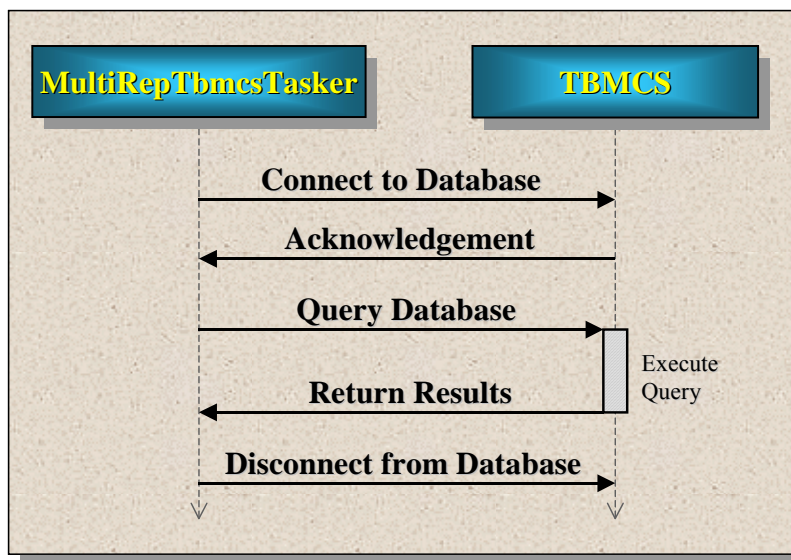 MultiRepTbmcsTasker
TBMCS
Connect to Database
Acknowledgement
Query Database
Execute
Query
Return Results
Disconnect from Database